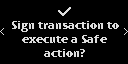 Sign transaction to
execute a Safe
action?